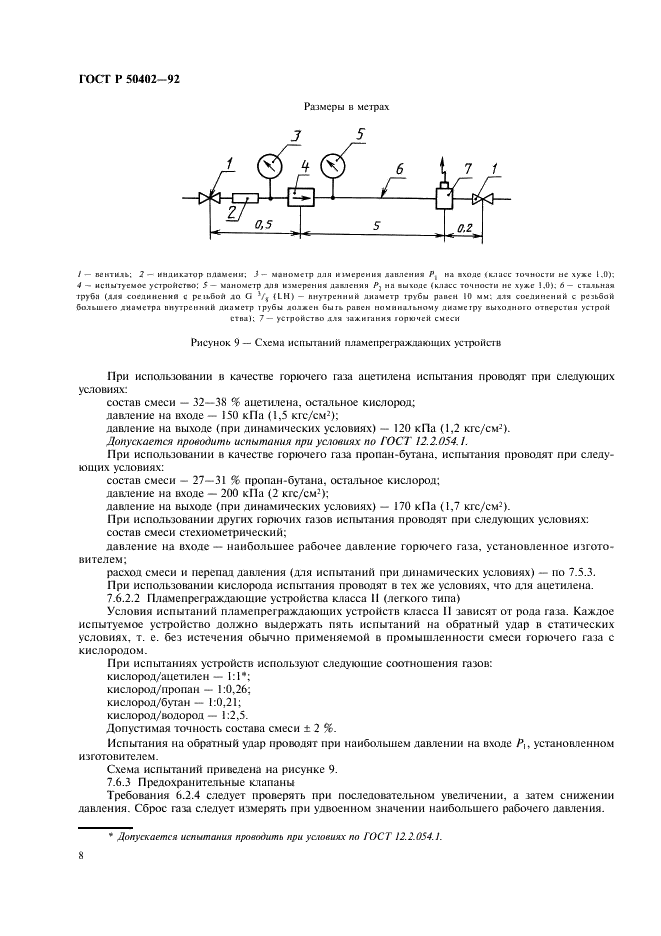 ГОСТ Р 50402—92
Размеры в метрах
3 5
1 4 6 7 1
2
0,5 5 0,2
1 — вентиль; 2 — индикатор пдамени; 3 — манометр для измерения давления P1 на входе (класс точности не хуже 1,0);
4 — испытуемое устройство; 5 — манометр для измерения давления P2 на выходе (класс точности не хуже 1,0); 6 — стальная
труба (для соединений с резьбой до G 3/8 (LH) — внутренний диаметр трубы равен 10 мм; для соединений с резьбой
большего диаметра внутренний диаметр трубы должен быть равен номинальному диаметру выходного отверстия устрой
ства); 7 — устройство для зажигания горючей смеси
Рисунок 9 — Схема испытаний пламепреграждающих устройств
При использовании в качестве горючего газа ацетилена испытания проводят при следующих
условиях:
состав смеси — 32—38 % ацетилена, остальное кислород;
давление на входе — 150 кПа (1,5 кгс/см²);
давление на выходе (при динамических условиях) — 120 кПа (1,2 кгс/см²).
Допускается проводить испытания при условиях по ГОСТ 12.2.054.1.
При использовании в качестве горючего газа пропан-бутана, испытания проводят при следу-
ющих условиях:
состав смеси — 27—31 % пропан-бутана, остальное кислород;
давление на входе — 200 кПа (2 кгс/см²);
давление на выходе (при динамических условиях) — 170 кПа (1,7 кгс/см²).
При использовании других горючих газов испытания проводят при следующих условиях:
состав смеси стехиометрический;
давление на входе — наибольшее рабочее давление горючего газа, установленное изгото-
вителем;
расход смеси и перепад давления (для испытаний при динамических условиях) — по 7.5.3.
При использовании кислорода испытания проводят в тех же условиях, что для ацетилена.
7.6.2.2 Пламепреграждающие устройства класса II (легкого типа)
Условия испытаний пламепреграждающих устройств класса II зависят от рода газа. Каждое
испытуемое устройство должно выдержать пять испытаний на обратный удар в статических
условиях, т. е. без истечения обычно применяемой в промышленности смеси горючего газа с
кислородом.
При испытаниях устройств используют следующие соотношения газов:
кислород/ацетилен — 1:1*;
кислород/пропан — 1:0,26;
кислород/бутан — 1:0,21;
кислород/водород — 1:2,5.
Допустимая точность состава смеси ± 2 %.
Испытания на обратный удар проводят при наибольшем давлении на входе P1, установленном
изготовителем.
Схема испытаний приведена на рисунке 9.
7.6.3 Предохранительные клапаны
Требования 6.2.4 следует проверять при последовательном увеличении, а затем снижении
давления. Сброс газа следует измерять при удвоенном значении наибольшего рабочего давления.
* Допускается испытания проводить при условиях по ГОСТ 12.2.054.1.
8